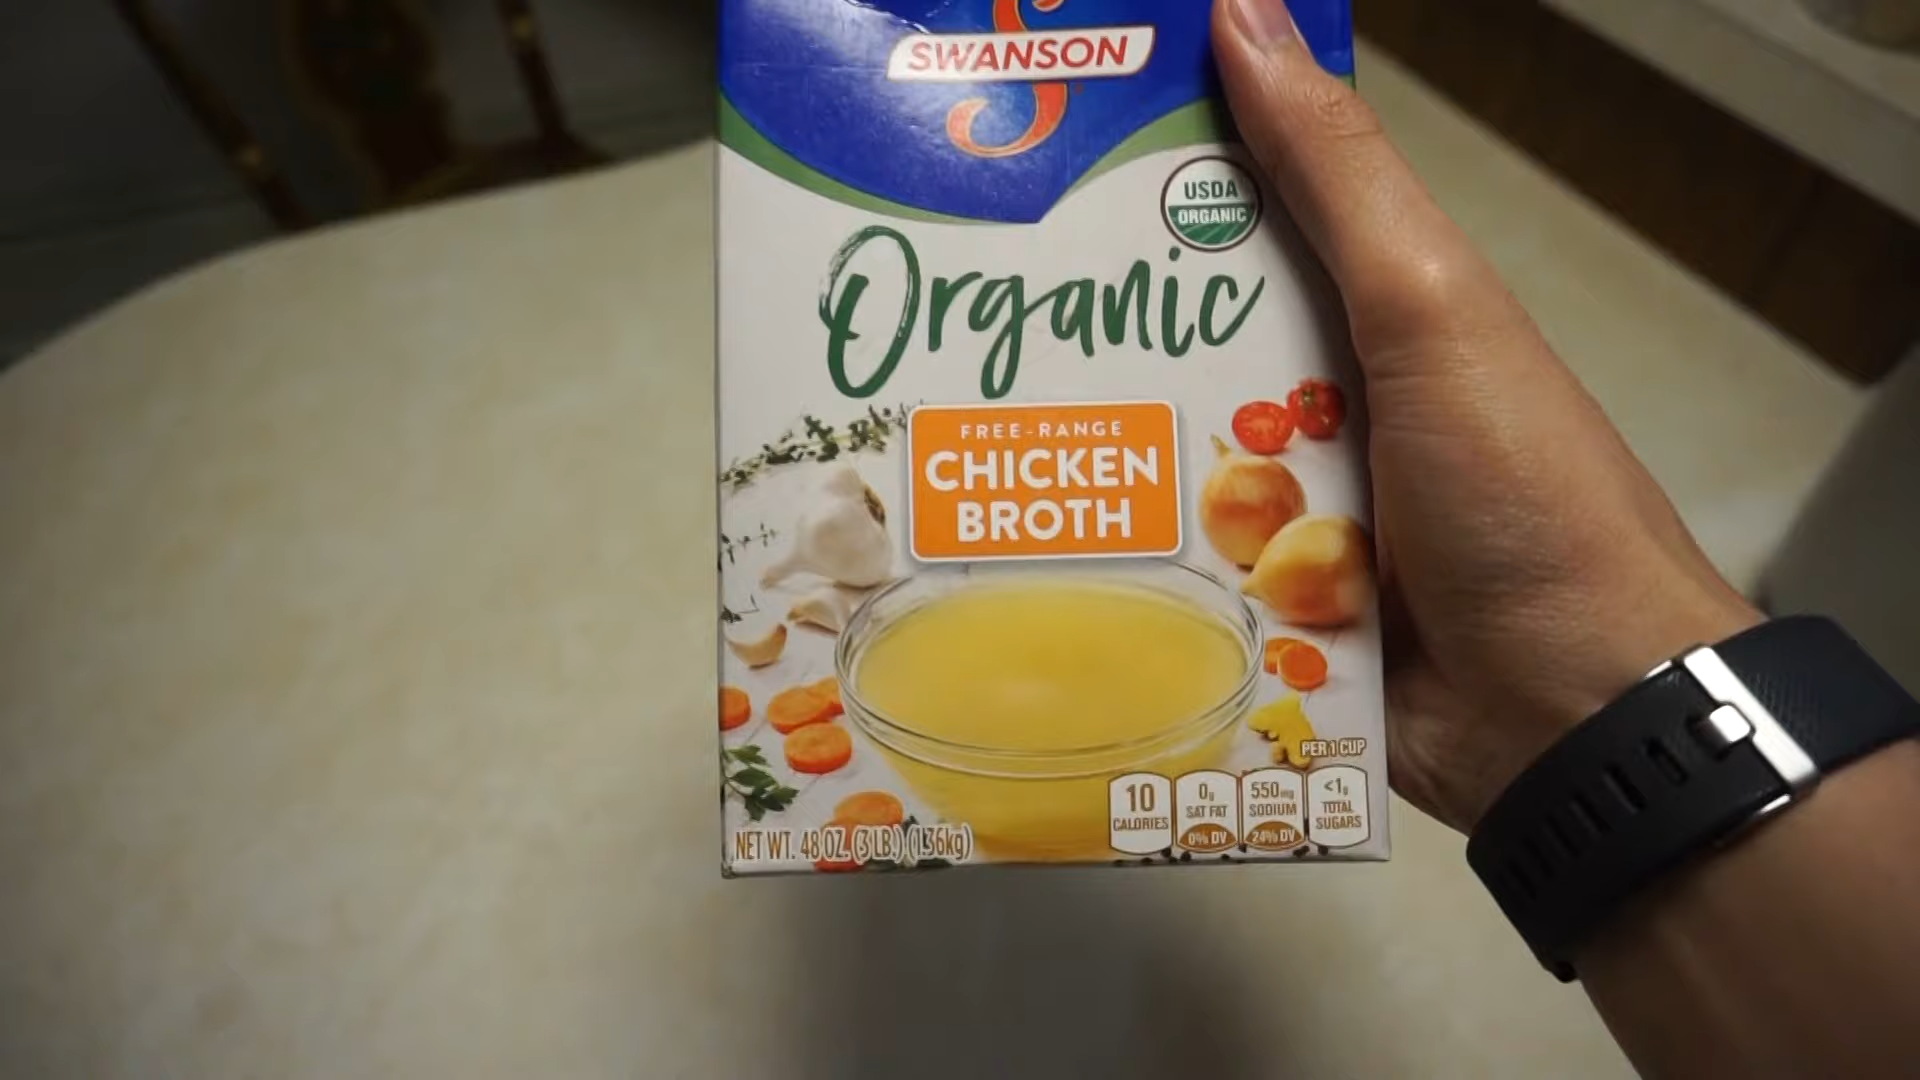 SWANSON
USDA
ORGANIC
Organic
FREE-RANGE
CHICKEN
BROTH
PER 1 CUP
10
CALORIES
0g
SAT FAT
0% DV
550mg
SODIUM
24% DV
<1g
TOTAL
SUGARS
NET WT. 48 OZ. (3 LB.) (1.36kg)